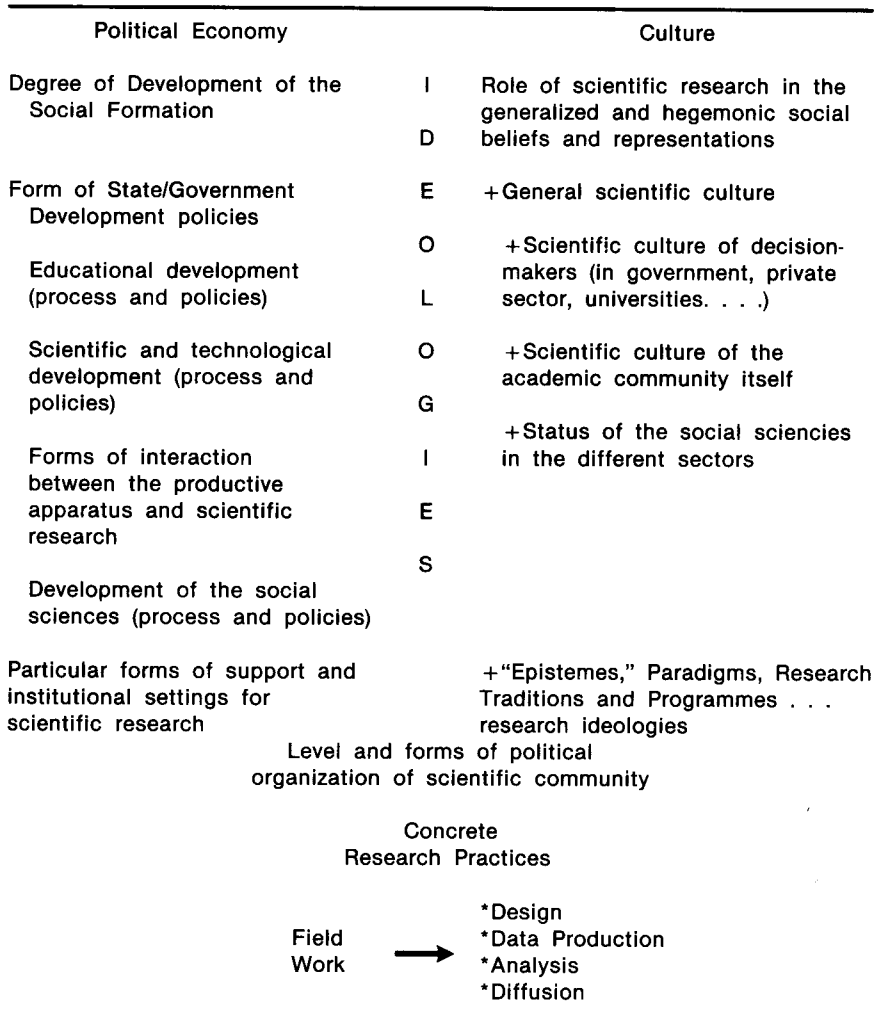 Political Economy
Culture
Degree of Development of the
Social Formation
Form of State/Government
Development policies
Educational development
(process and policies)
Scientific and technological
development (process and
policies)
Forms of interaction
between the productive
apparatus and scientific
research
Development of the social
sciences (process and policies)
Particular forms of support and
institutional settings for
scientific research
I
D
E
O
L
O
G
I
E
S
Role of scientific research in the
generalized and hegemonic social
beliefs and representations
+General scientific culture
+Scientific culture of decision-
makers (in government, private
sector, universities. . . .)
+Scientific culture of the
academic community itself
+Status of the social sciencies
in the different sectors
+“Epistemes,” Paradigms, Research
Traditions and Programmes . . .
research ideologies
Level and forms of political
organization of scientific community
Concrete
Research Practices
Field
Work
*Design
*Data Production
*Analysis
*Diffusion